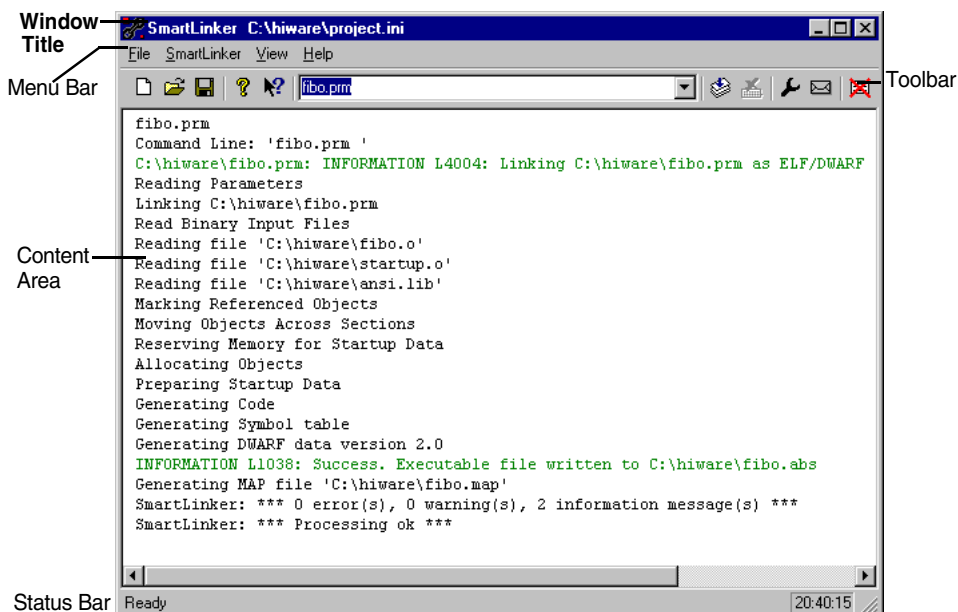 Window Title
SmartLinker C:\hiware\project.ini
Menu Bar
File SmartLinker View Help
fibo.prm
Toolbar
fibo.prm
Command Line: 'fibo.prm '
C:\hiware\fibo.prm: INFORMATION L4004: Linking C:\hiware\fibo.prm as ELF/DWARF
Reading Parameters
Linking C:\hiware\fibo.prm
Read Binary Input Files
Reading file 'C:\hiware\fibo.o'
Content Area
Reading file 'C:\hiware\startup.o'
Reading file 'C:\hiware\ansi.lib'
Marking Referenced Objects
Moving Objects Across Sections
Reserving Memory for Startup Data
Allocating Objects
Preparing Startup Data
Generating Code
Generating Symbol table
Generating DWARF data version 2.0
INFORMATION L1038: Success. Executable file written to C:\hiware\fibo.abs
Generating MAP file 'C:\hiware\fibo.map'
SmartLinker: *** 0 error(s), 0 warning(s), 2 information message(s) ***
SmartLinker: *** Processing ok ***
Status Bar
Ready
20:40:15